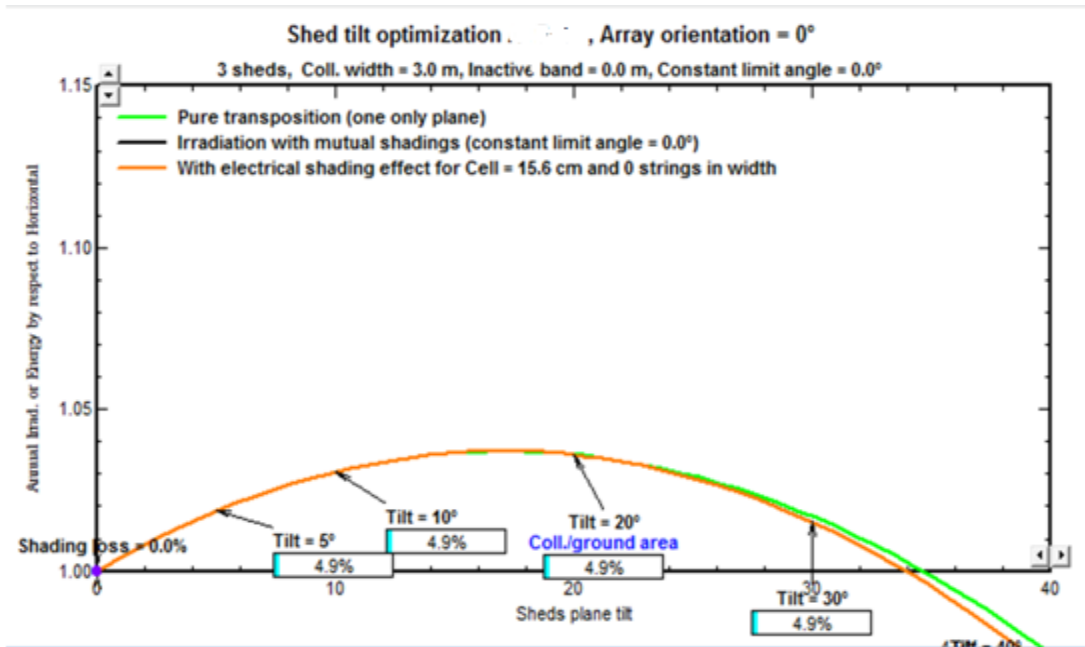 Shed tilt optimization , Array orientation = 0°
3 sheds, Coll. width = 3.0 m, Inactive band = 0.0 m, Constant limit angle = 0.0°
1.15
Pure transposition (one only plane)
Irradiation with mutual shadings (constant limit angle = 0.0°)
With electrical shading effect for Cell = 15.6 cm and 0 strings in width
Annual Irrad. or Energy by respect to Horizontal
1.10
1.05
Tilt = 10°
4.9%
Tilt = 20°
Coll./ground area
4.9%
Tilt = 5°
4.9%
Shading loss = 0.0%
1.00
0
10
20
30
40
Sheds plane tilt
Tilt = 30°
4.9%
Tilt = 40°